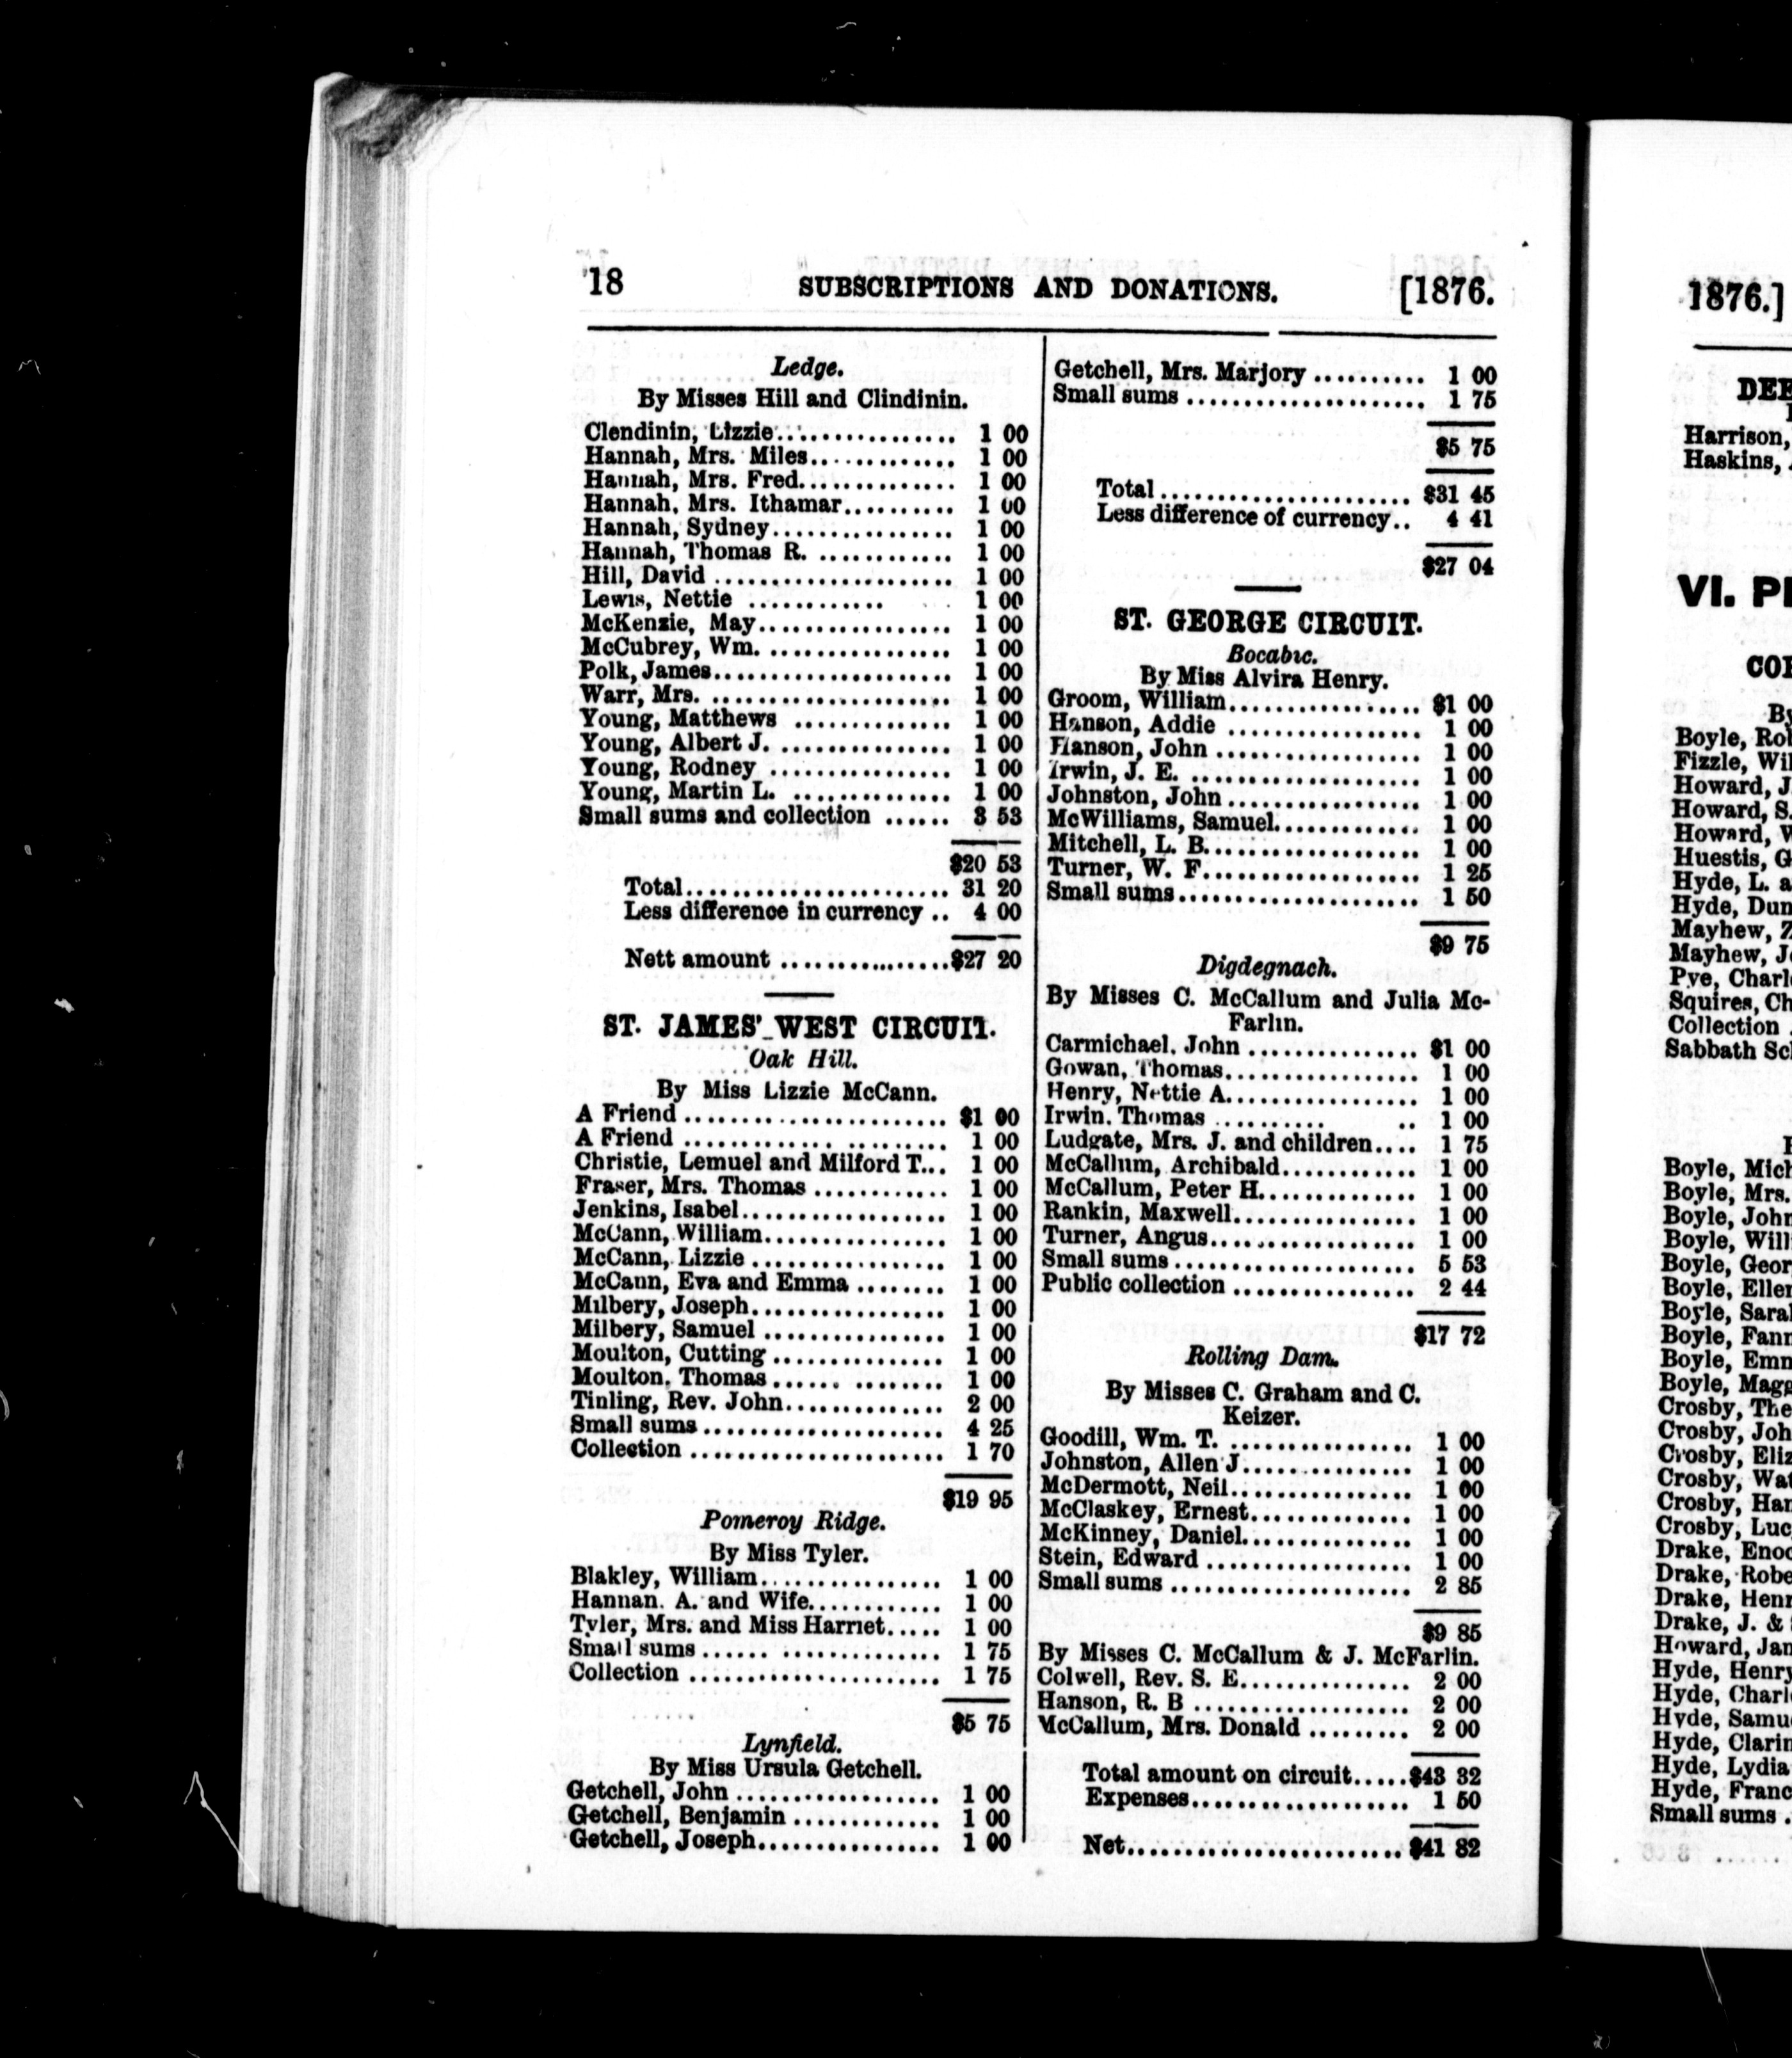 18 SUBSCRIPTIONS AND DONATIONS. [1876.
Ledge.
By Misses Hill and Clindinin.
Clendinin, Lizzie ............... 1 00
Hannah, Mrs. Miles ............. 1 00
Hannah, Mrs. Fred .............. 1 00
Hannah, Mrs. Ithamar .......... 1 00
Hannah, Sydney ................ 1 00
Hannah, Thomas R. ............ 1 00
Hill, David ..................... 1 00
Lewis, Nettie ............ 1 00
McKenzie, May ................. 1 00
McCubrey, Wm. ................ 1 00
Polk, James ..................... 1 00
Warr, Mrs. ..................... 1 00
Young, Matthews .............. 1 00
Young, Albert J. ............... 1 00
Young, Rodney ................ 1 00
Young, Martin L. .............. 1 00
Small sums and collection ...... 3 53
$20 53
Total ....................... 31 20
Less difference in currency .. 4 00
Nett amount ............... $27 20
ST. JAMES' WEST CIRCUIT.
Oak Hill.
By Miss Lizzie McCann.
A Friend ....................... $1 00
A Friend ...................... 1 00
Christie, Lemuel and Milford T... 1 00
Fraser, Mrs. Thomas ............ 1 00
Jenkins, Isabel .................. 1 00
McCann, William ................ 1 00
McCann, Lizzie ................. 1 00
McCann, Eva and Emma ........ 1 00
Milbery, Joseph ................. 1 00
Milbery, Samuel ................ 1 00
Moulton, Cutting ............... 1 00
Moulton, Thomas ............... 1 00
Tinling, Rev. John .............. 2 00
Small sums ..................... 4 25
Collection ...................... 1 70
$19 95
Pomeroy Ridge.
By Miss Tyler.
Blakley, William ................ 1 00
Hannan. A. and Wife ............ 1 00
Tyler, Mrs. and Miss Harriet ..... 1 00
Small sums .................... 1 75
Collection ...................... 1 75
$5 75
Lynfield.
By Miss Ursula Getchell.
Getchell, John .................. 1 00
Getchell, Benjamin ............. 1 00
Getchell, Joseph ................ 1 00
Getchell, Mrs. Marjory .......... 1 00
Small sums ..................... 1 75
$5 75
Total ...................... $31 45
Less difference of currency .. 4 41
$27 04
ST. GEORGE CIRCUIT.
Bocabic.
By Miss Alvira Henry.
Groom, William ................. $1 00
Hanson, Addie ................. 1 00
Hanson, John .................. 1 00
Irwin, J. E. .................... 1 00
Johnston, John ................. 1 00
McWilliams, Samuel ............. 1 00
Mitchell, L. B. ................... 1 00
Turner, W. F. ................... 1 25
Small sums ..................... 1 50
$9 75
Digdegnach.
By Misses C. McCallum and Julia Mc-
Farlin.
Carmichael, John ............... $1 00
Gowan, Thomas ................. 1 00
Henry, Nettie A. ................ 1 00
Irwin, Thomas .......... .. 1 00
Ludgate, Mrs. J. and children .... 1 75
McCallum, Archibald ............ 1 00
McCallum, Peter H. ............. 1 00
Rankin, Maxwell ................ 1 00
Turner, Angus .................. 1 00
Small sums ..................... 5 53
Public collection ................ 2 44
$17 72
Rolling Dam.
By Misses C. Graham and C.
Keizer.
Goodill, Wm. T. ................ 1 00
Johnston, Allen J ............... 1 00
McDermott, Neil ................ 1 00
McClaskey, Ernest .............. 1 00
McKinney, Daniel ............... 1 00
Stein, Edward .................. 1 00
Small sums ..................... 2 85
$9 85
By Misses C. McCallum & J. McFarlin.
Colwell, Rev. S. E. .............. 2 00
Hanson, R. B ................... 2 00
McCallum, Mrs. Donald ......... 2 00
Total amount on circuit ..... $43 32
Expenses ................... 1 50
Net ........................ $41 82
1876.]
Harrison,
Haskins,
VI.
Boyle,
Fizzle,
Howard, J.
Howard, S.
Howard,
Huestis,
Hyde, L.
Hyde,
Mayhew,
Mayhew,
Pye,
Squires,
Collection
Sabbath
Boyle,
Boyle, Mrs.
Boyle,
Boyle,
Boyle,
Boyle,
Boyle,
Boyle,
Boyle,
Boyle,
Crosby,
Crosby,
Crosby,
Crosby,
Crosby,
Crosby,
Drake,
Drake,
Drake,
Drake, J. &
Howard,
Hyde,
Hyde,
Hyde,
Hyde,
Hyde, Lydia
Hyde,
Small sums .